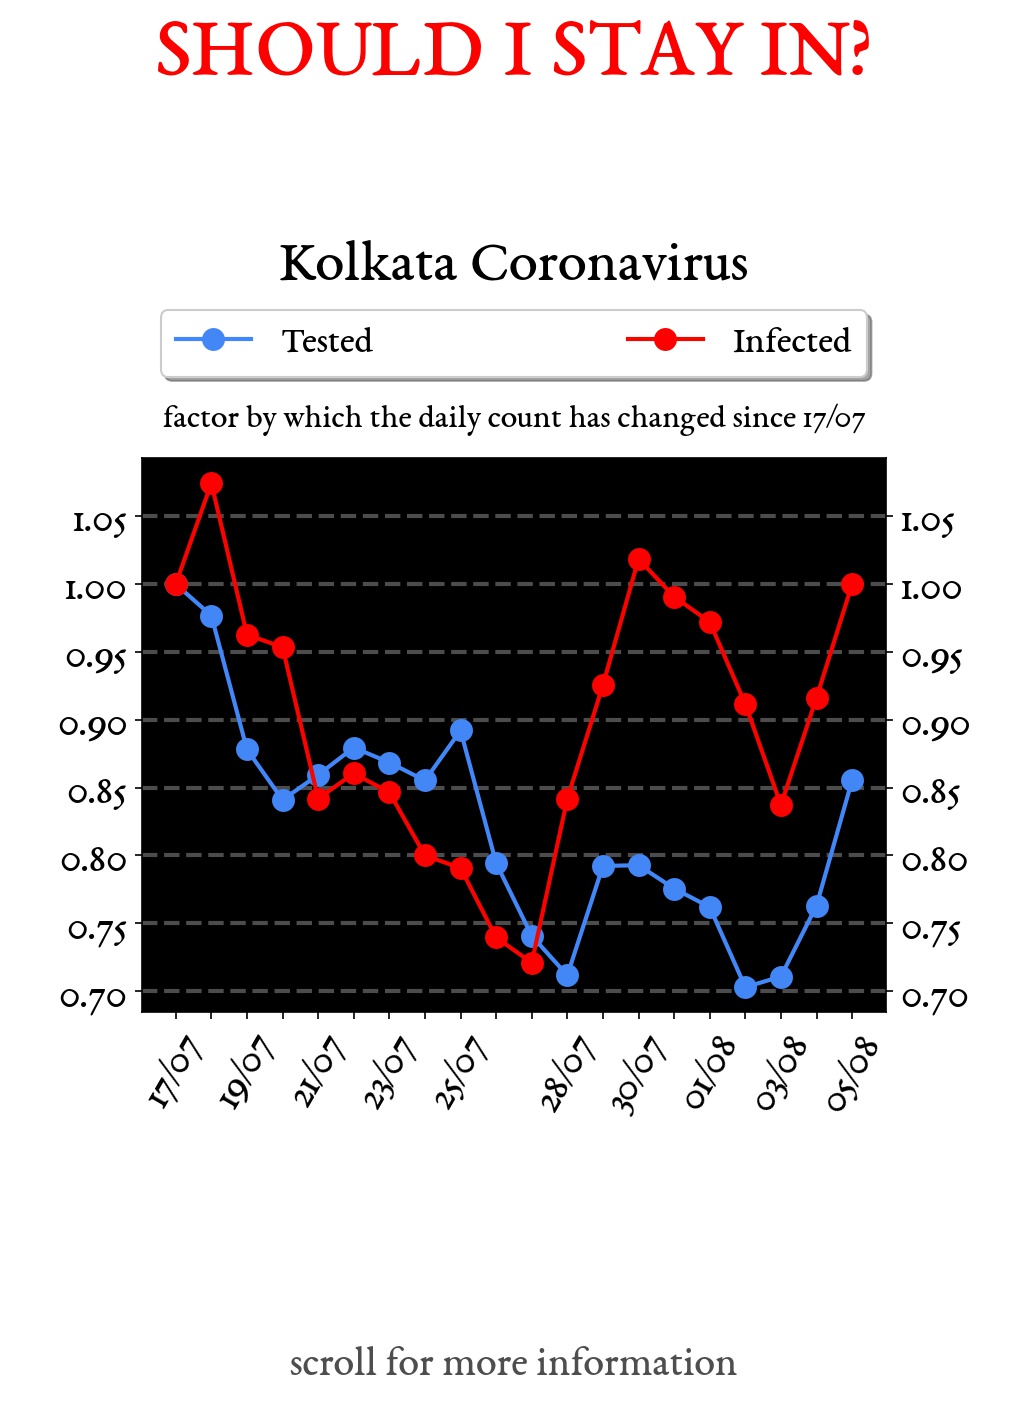 SHOULD I STAY IN?
Kolkata Coronavirus
Tested Infected
factor by which the daily count has changed since 17/07
1.05 1.05
1.00 1.00
0.95 0.95
0.90 0.90
0.85 0.85
0.80 0.80
0.75 0.75
0.70 0.70
17/07 19/07 21/07 23/07 25/07 28/07 30/07 01/08 03/08 05/08
scroll for more information